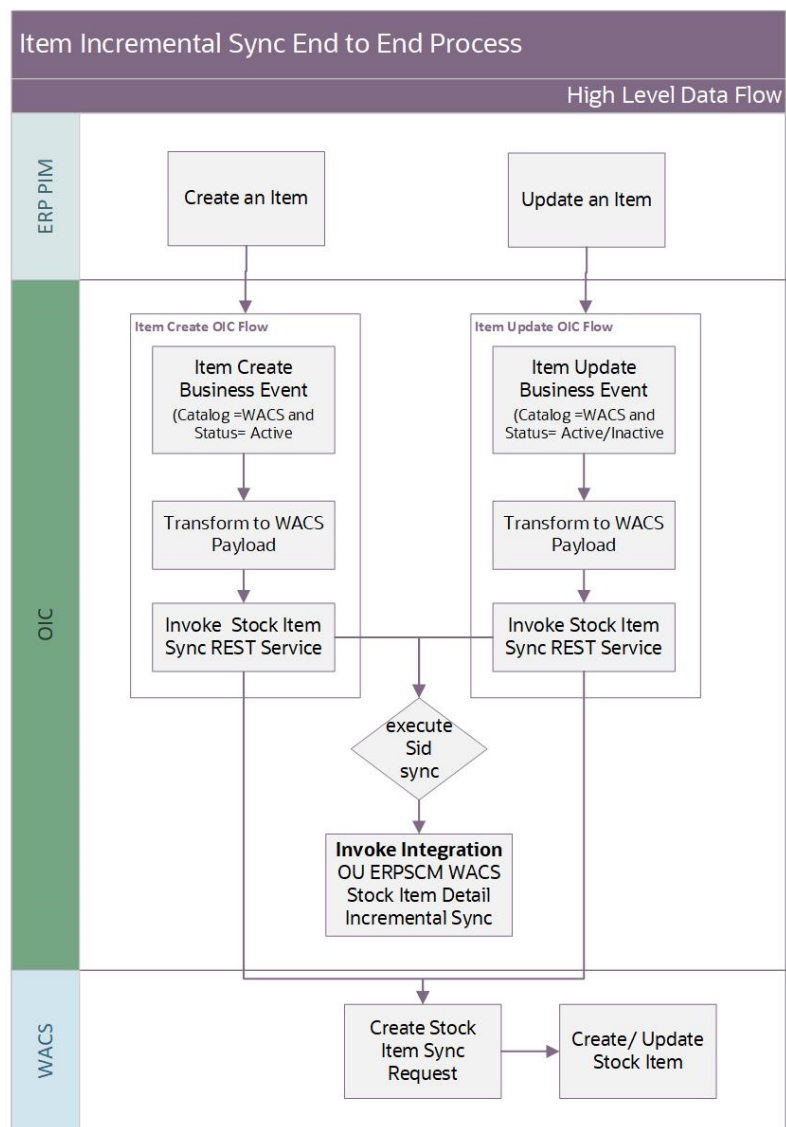 Item Incremental Sync End to End Process
High Level Data Flow
ERP PIM
Create an Item
Update an Item
OIC
Item Create OIC Flow
Item Create
Business Event
(Catalog =WACS and
Status= Active
Transform to WACS
Payload
Invoke Stock Item
Sync REST Service
Item Update OIC Flow
Item Update
Business Event
(Catalog =WACS and
Status= Active/Inactive
Transform to WACS
Payload
Invoke Stock Item
Sync REST Service
execute
Sid
sync
Invoke Integration
OU ERPSCM WACS
Stock Item Detail
Incremental Sync
WACS
Create Stock
Item Sync
Request
Create/ Update
Stock Item